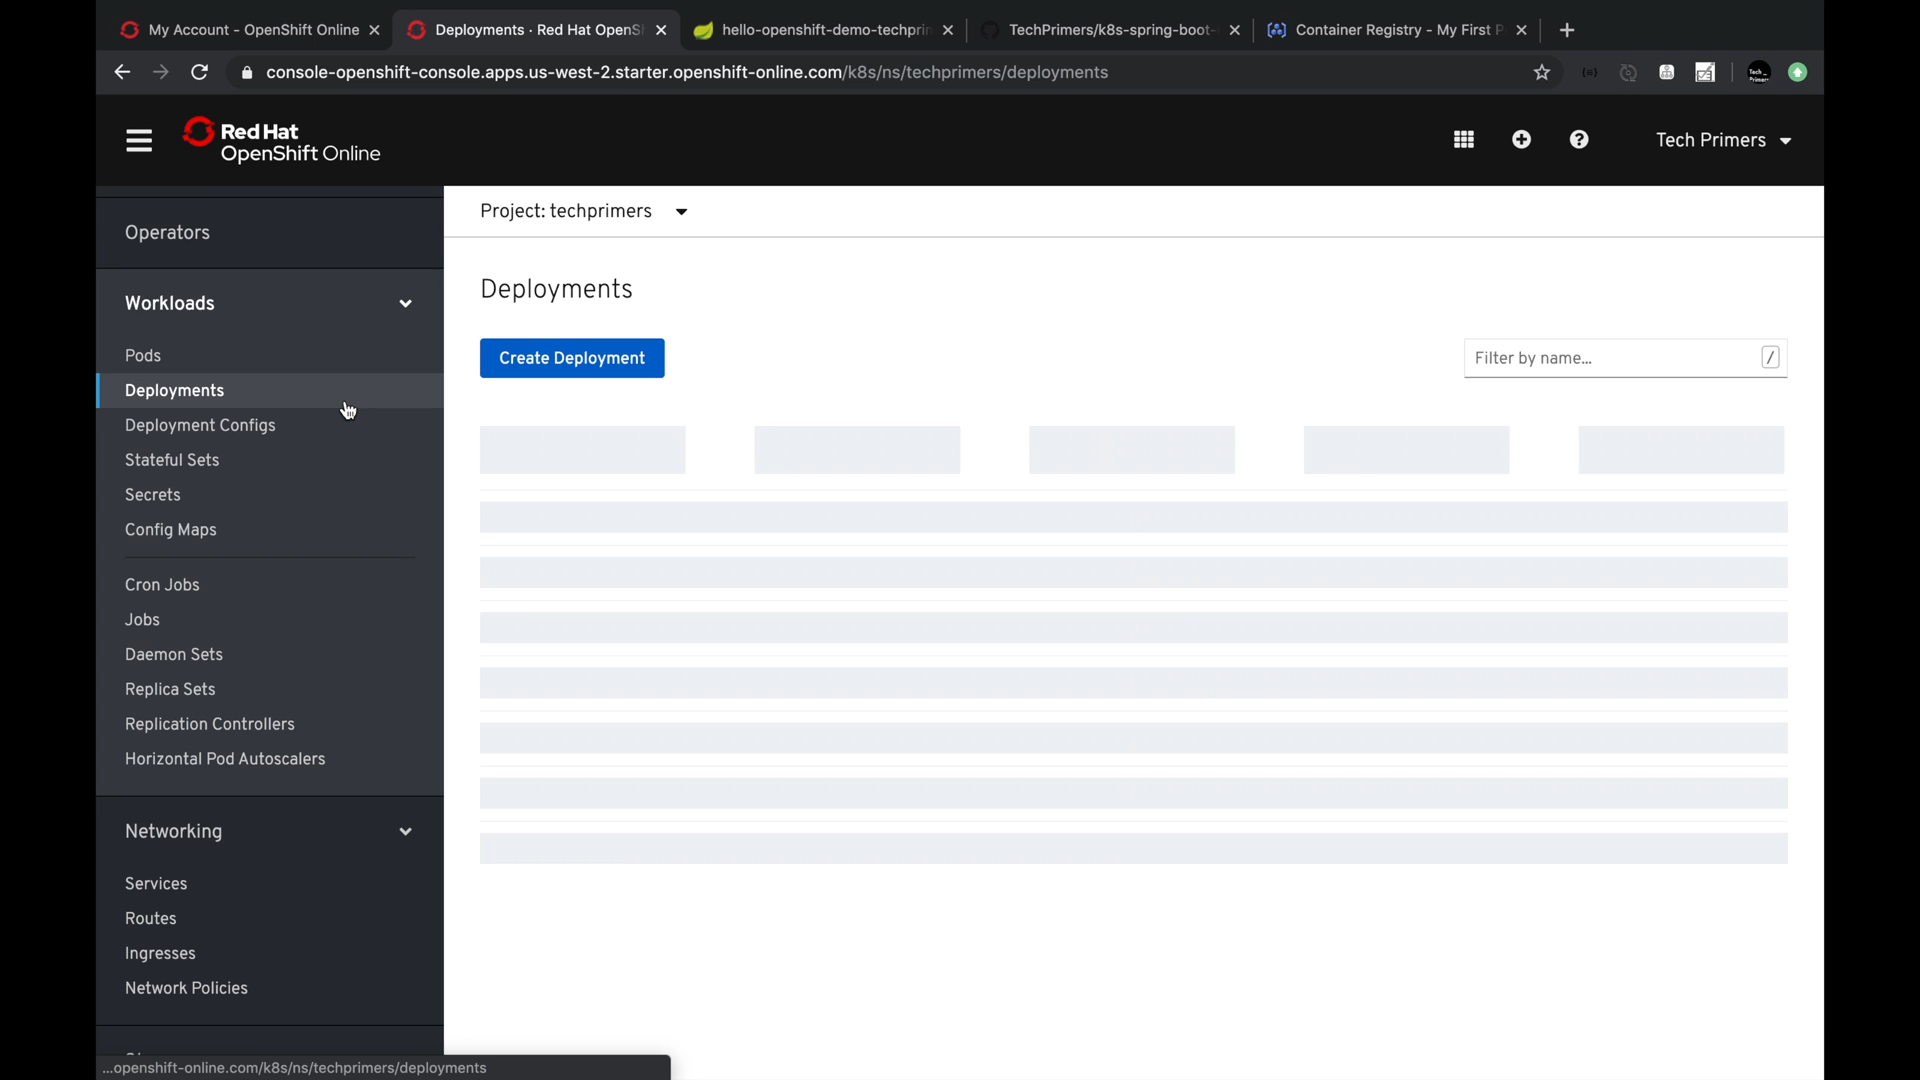 My Account - OpenShift Online
Deployments · Red Hat OpenS
hello-openshift-demo-techprin
TechPrimers/k8s-spring-boot-
Container Registry - My First P
console-openshift-console.apps.us-west-2.starter.openshift-online.com/k8s/ns/techprimers/deployments
Red Hat
OpenShift Online
Tech Primers
Operators
Workloads
Pods
Deployments
Deployment Configs
Stateful Sets
Secrets
Config Maps
Cron Jobs
Jobs
Daemon Sets
Replica Sets
Replication Controllers
Horizontal Pod Autoscalers
Networking
Services
Routes
Ingresses
Network Policies
Project: techprimers
Deployments
Create Deployment
Filter by name...
/
...openshift-online.com/k8s/ns/techprimers/deployments